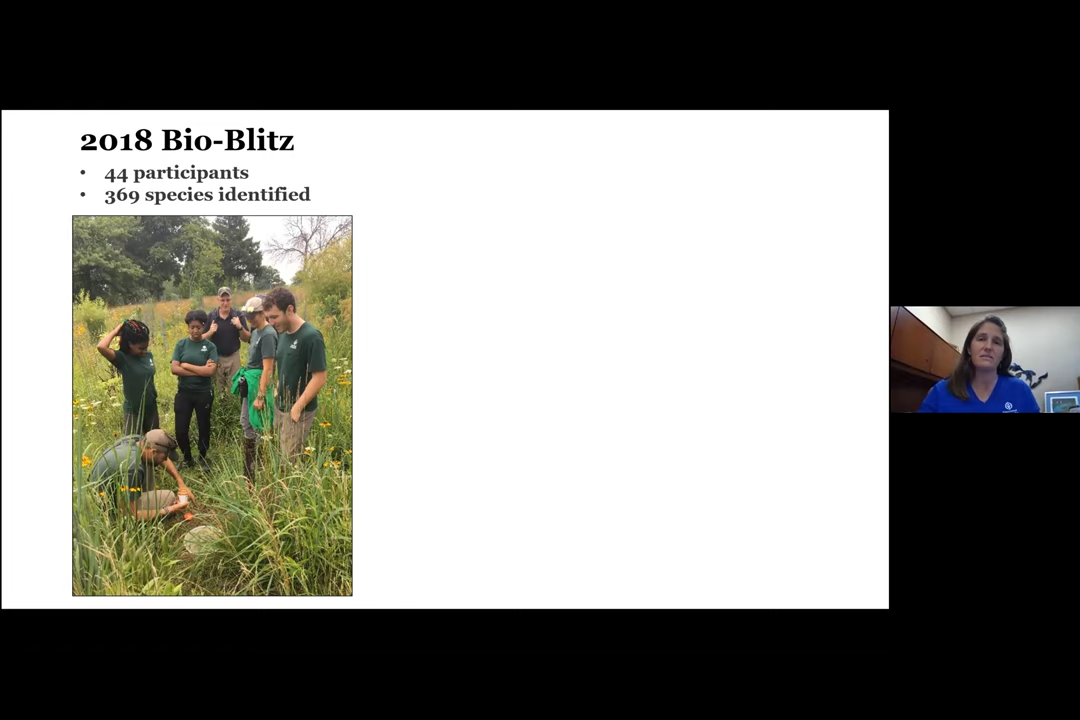 2018 Bio-Blitz
• 44 participants
• 369 species identified